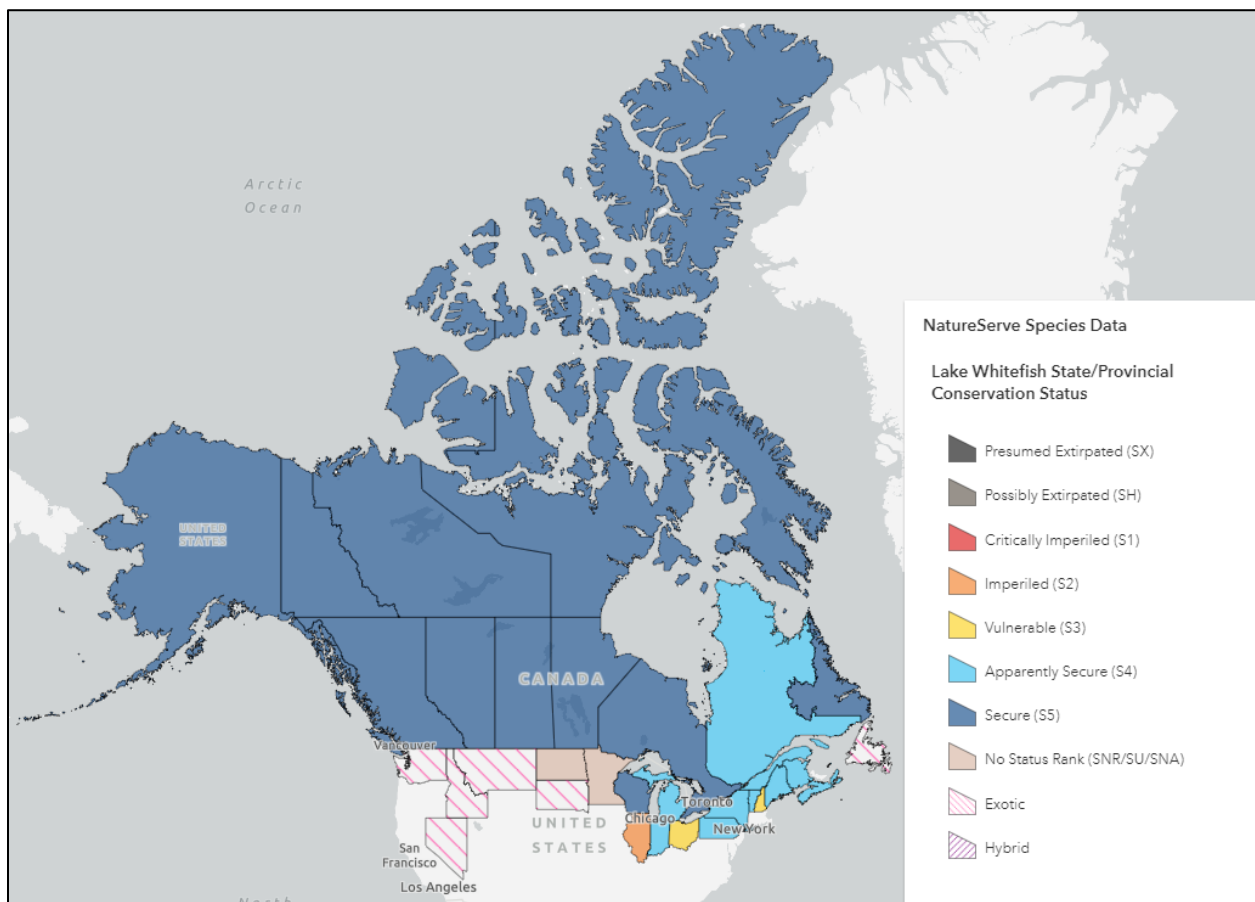 Arctic
Ocean
UNITED
STATES
CANADA
Vancouver
Toronto
Chicago
New York
UNITED
STATES
San
Francisco
Los Angeles
North
NatureServe Species Data
Lake Whitefish State/Provincial
Conservation Status
Presumed Extirpated (SX)
Possibly Extirpated (SH)
Critically Imperiled (S1)
Imperiled (S2)
Vulnerable (S3)
Apparently Secure (S4)
Secure (S5)
No Status Rank (SNR/SU/SNA)
Exotic
Hybrid